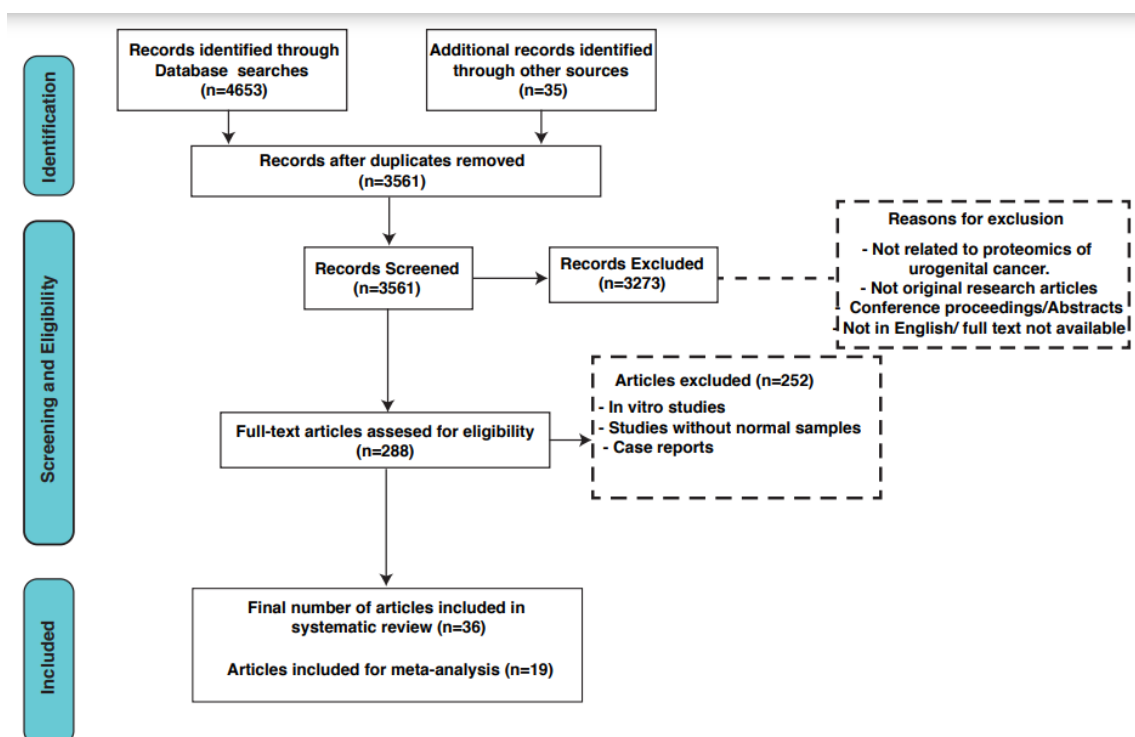 Identification
Records identified through
Database searches
(n=4653)
Additional records identified
through other sources
(n=35)
Records after duplicates removed
(n=3561)
Screening and Eligibility
Records Screened
(n=3561)
Records Excluded
(n=3273)
Reasons for exclusion
- Not related to proteomics of
urogenital cancer.
- Not original research articles
- Conference proceedings/Abstracts
- Not in English/ full text not available
Full-text articles assesed for eligibility
(n=288)
Articles excluded (n=252)
- In vitro studies
- Studies without normal samples
- Case reports
Included
Final number of articles included in
systematic review (n=36)
Articles included for meta-analysis (n=19)